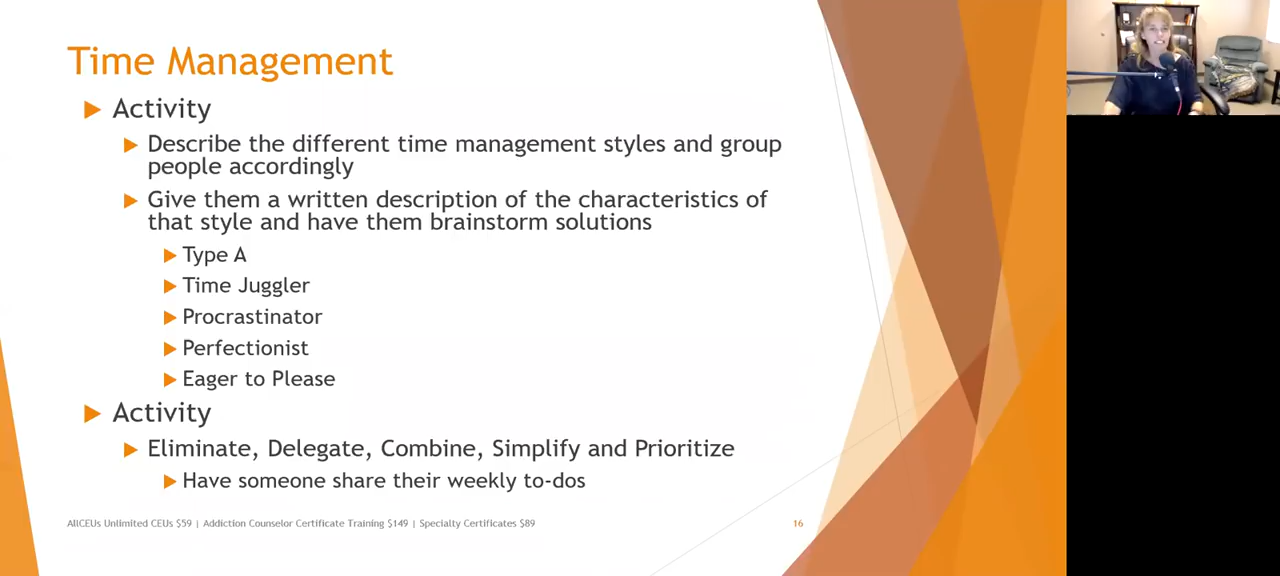 Time Management
Activity
Describe the different time management styles and group
people accordingly
Give them a written description of the characteristics of
that style and have them brainstorm solutions
Type A
Time Juggler
Procrastinator
Perfectionist
Eager to Please
Activity
Eliminate, Delegate, Combine, Simplify and Prioritize
Have someone share their weekly to-dos
AllCEUs Unlimited CEUs $59 | Addiction Counselor Certificate Training $149 | Specialty Certificates $89
16